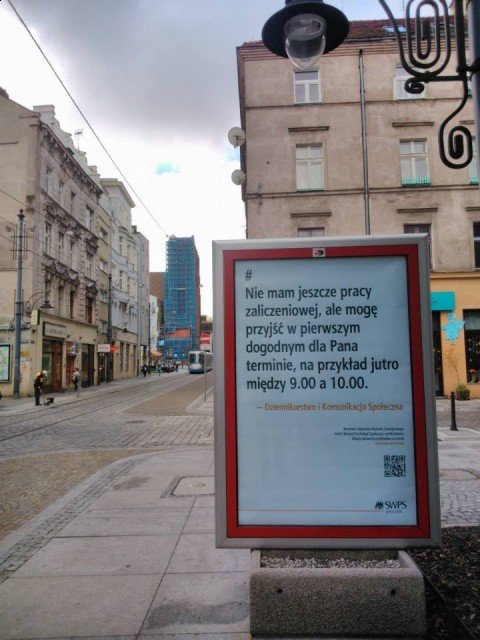 #
Nie mam jeszcze pracy
zaliczeniowej, ale mogę
przyjść w pierwszym
dogodnym dla Pana
terminie, na przykład jutro
między 9.00 a 10.00.
— Dziennikarstwo i Komunikacja Społeczna
SWPS